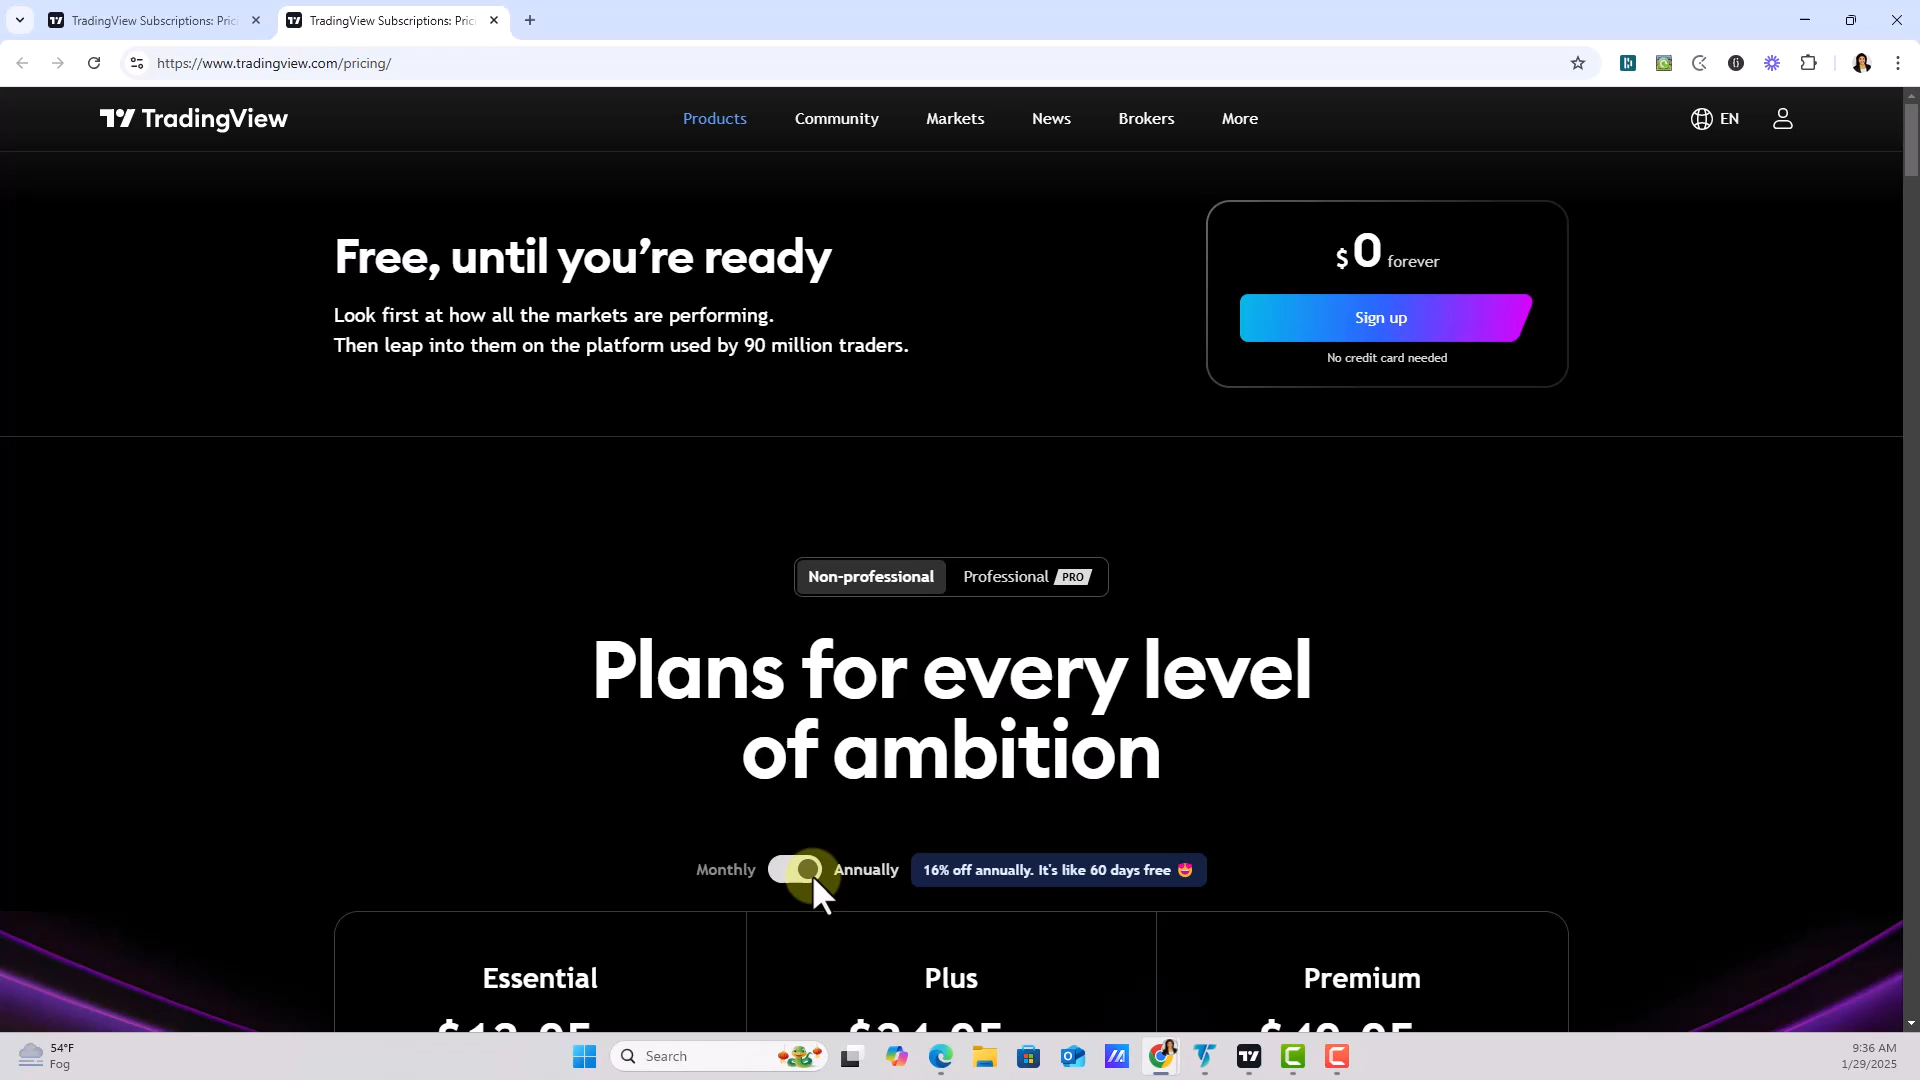 TradingView Subscriptions: Pric
TradingView Subscriptions: Pric
https://www.tradingview.com/pricing/
TradingView
Products
Community
Markets
News
Brokers
More
EN
Free, until you’re ready
Look first at how all the markets are performing.
Then leap into them on the platform used by 90 million traders.
$0 forever
Sign up
No credit card needed
Non-professional
Professional PRO
Plans for every level
of ambition
Monthly
Annually
16% off annually. It's like 60 days free
Essential
Plus
Premium
54°F
Fog
Search
9:36 AM
1/29/2025